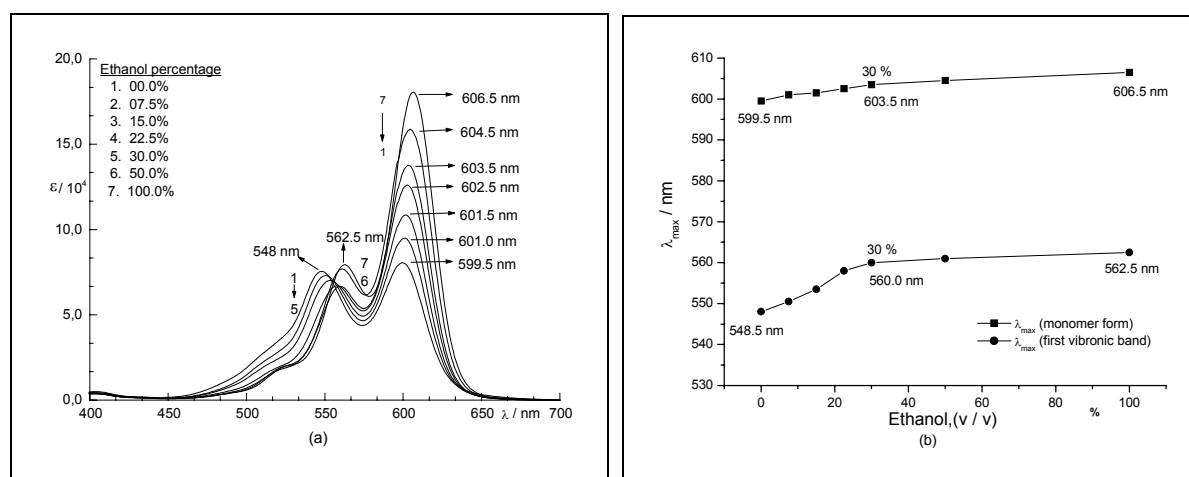 20,0
15,0
ε/ 10⁴
10,0
5,0
0,0
Ethanol percentage
1. 00.0%
2. 07.5%
3. 15.0%
4. 22.5%
5. 30.0%
6. 50.0%
7. 100.0%
7
1
606.5 nm
604.5 nm
603.5 nm
602.5 nm
601.5 nm
601.0 nm
599.5 nm
548 nm
562.5 nm
1
5
7
6
400 450 500 550 600 650 λ / nm 700
(a)
610
600
590
580
570
560
550
540
530
λmax / nm
30 %
599.5 nm
603.5 nm
606.5 nm
30 %
548.5 nm
560.0 nm
562.5 nm
λmax (monomer form)
λmax (first vibronic band)
0 20 40 60 80 100
Ethanol,(v / v) %
(b)